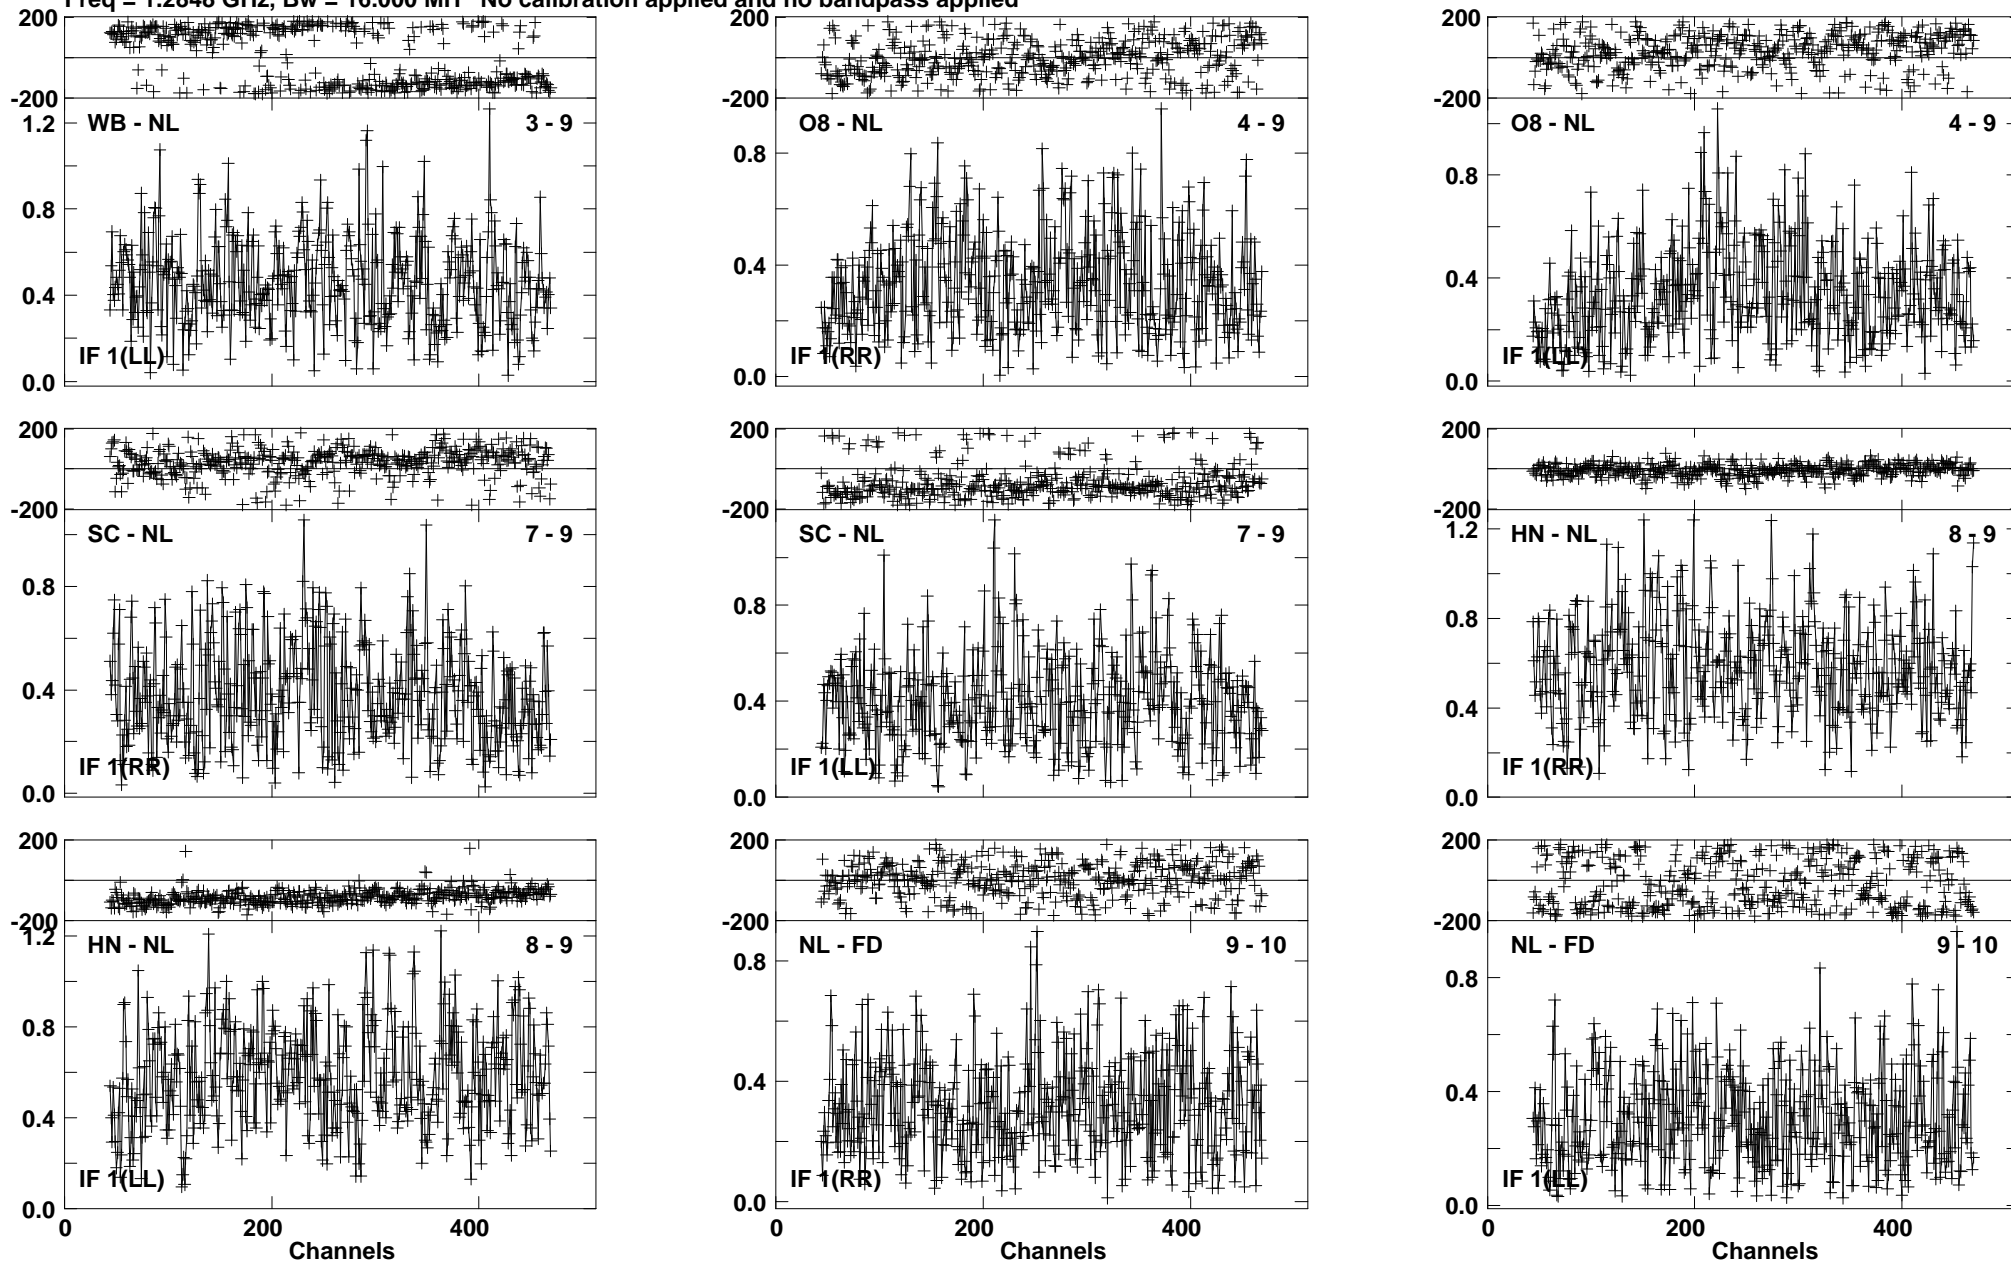 Freq = 1.2848 GHz, Bw = 16.000 MH No calibration applied and no bandpass applied
200 200 200
-200 -200 -200
WB - NL 3 - 9 O8 - NL 4 - 9 O8 - NL 4 - 9
1.2
0.8 0.8 0.8
0.4 0.4 0.4
IF 1(LL) IF 1(RR) IF 1(LL)
0.0 0.0 0.0
200 200 200
-200 -200 -200
SC - NL 7 - 9 SC - NL 7 - 9 HN - NL 8 - 9
1.2
0.8 0.8 0.8
0.4 0.4 0.4
IF 1(RR) IF 1(LL) IF 1(RR)
0.0 0.0 0.0
200 200 200
-200 -200 -200
1.2
HN - NL 8 - 9 NL - FD 9 - 10 NL - FD 9 - 10
0.8 0.8 0.8
0.4 0.4 0.4
IF 1(LL) IF 1(RR) IF 1(LL)
0.0 0.0 0.0
0 200 400 200 400 0 200 400
Channels Channels Channels